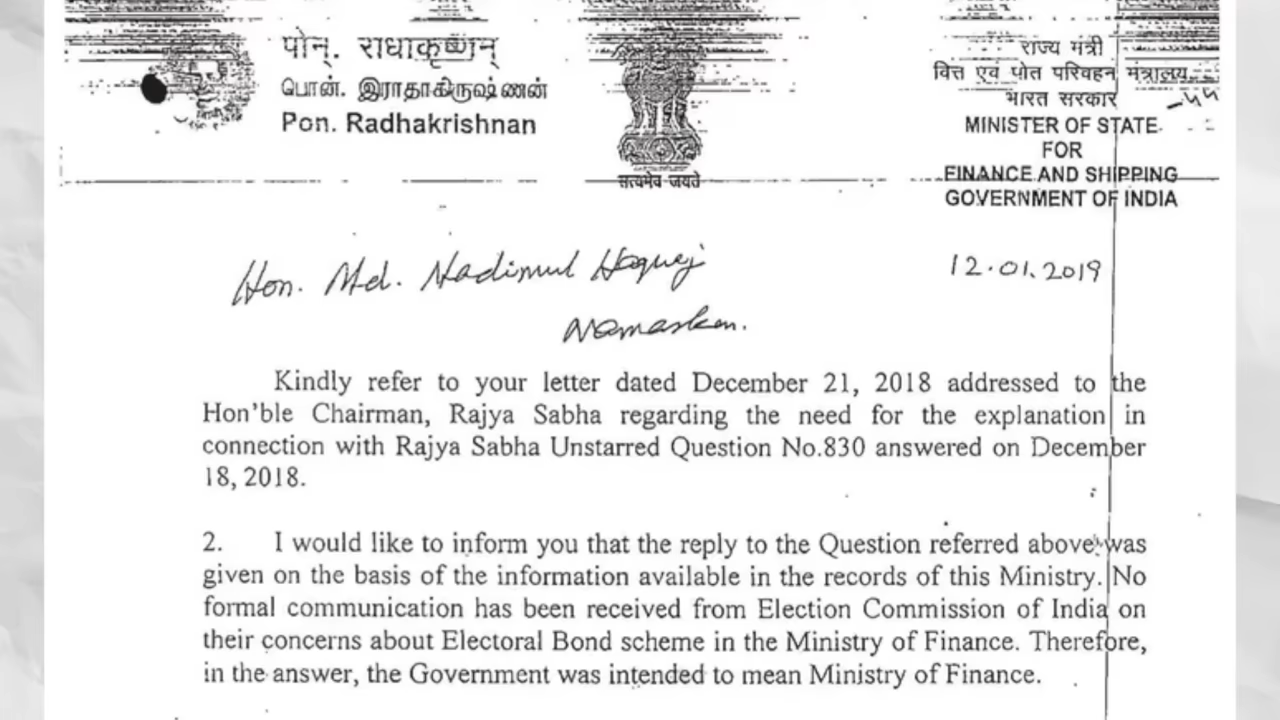 पोन्. राधाकृष्णन्
பொன். இராதாகிருஷ்ணன்
Pon. Radhakrishnan
सत्यमेव जयते
राज्य मंत्री
वित्त एवं पोत परिवहन मंत्रालय
भारत सरकार
MINISTER OF STATE
FOR
FINANCE AND SHIPPING
GOVERNMENT OF INDIA
Hon. Md. Nadimul Haqueji
12.01.2019
Namaskar.
Kindly refer to your letter dated December 21, 2018 addressed to the
Hon'ble Chairman, Rajya Sabha regarding the need for the explanation in
connection with Rajya Sabha Unstarred Question No.830 answered on December
18, 2018.
2. I would like to inform you that the reply to the Question referred above was
given on the basis of the information available in the records of this Ministry. No
formal communication has been received from Election Commission of India on
their concerns about Electoral Bond scheme in the Ministry of Finance. Therefore,
in the answer, the Government was intended to mean Ministry of Finance.